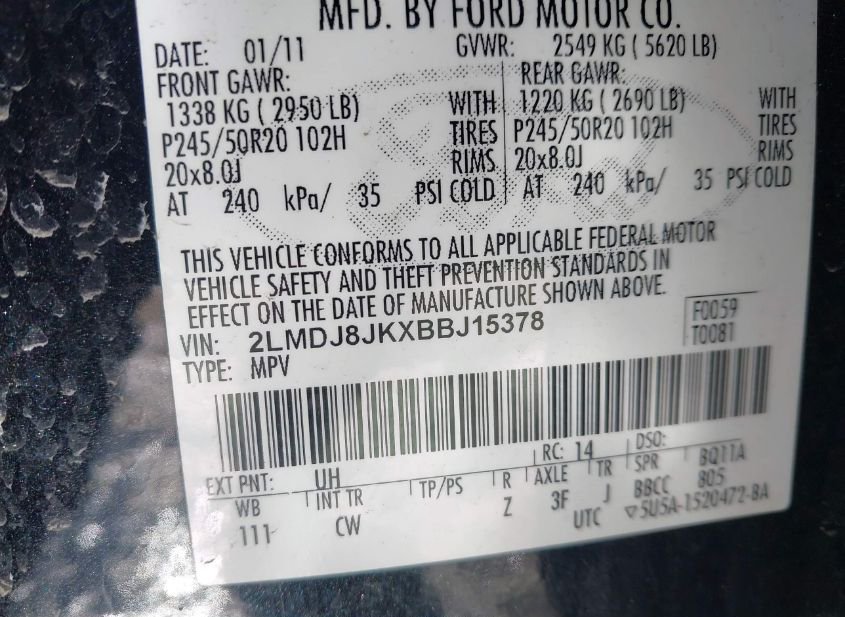 MFD. BY FORD MOTOR CO.
DATE: 01/11 GVWR: 2549 KG ( 5620 LB)
FRONT GAWR: REAR GAWR:
1338 KG ( 2950 LB) WITH 1220 KG ( 2690 LB) WITH
P245/50R20 102H TIRES P245/50R20 102H TIRES
20x8.0J RIMS 20x8.0J RIMS
AT 240 kPa/ 35 PSI COLD AT 240 kPa/ 35 PSI COLD
THIS VEHICLE CONFORMS TO ALL APPLICABLE FEDERAL MOTOR
VEHICLE SAFETY AND THEFT PREVENTION STANDARDS IN
EFFECT ON THE DATE OF MANUFACTURE SHOWN ABOVE.
VIN: 2LMDJ8JKXBBJ15378 F0059
TYPE: MPV T0081
EXT PNT: UH RC: 14 DSO:
WB INT TR TP/PS R AXLE TR SPR BQ11A
111 CW Z 3F J BBCC 805
UTC ▽5U5A-1520472-BA